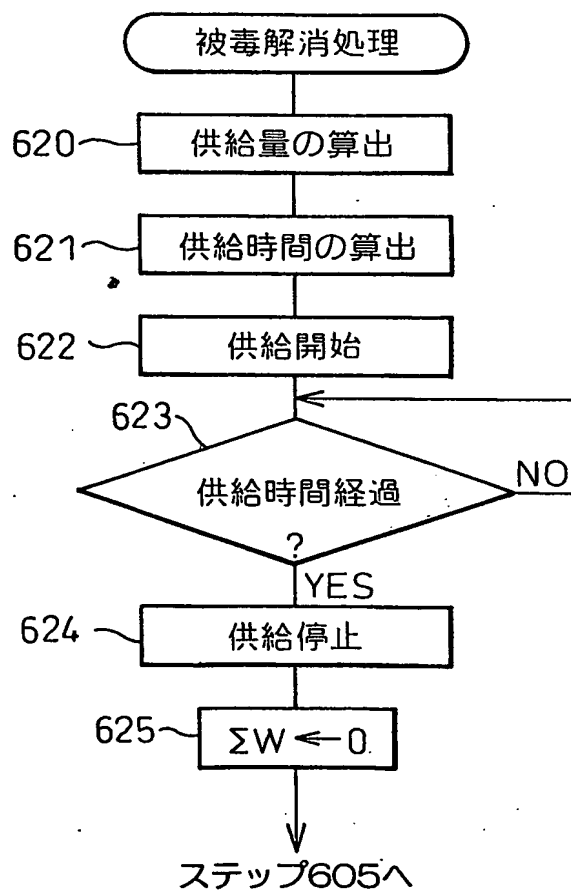 被毒解消処理
620
供給量の算出
621
供給時間の算出
622
供給開始
623
供給時間経過
?
NO
YES
624
供給停止
625
ΣW ← 0
ステップ605へ